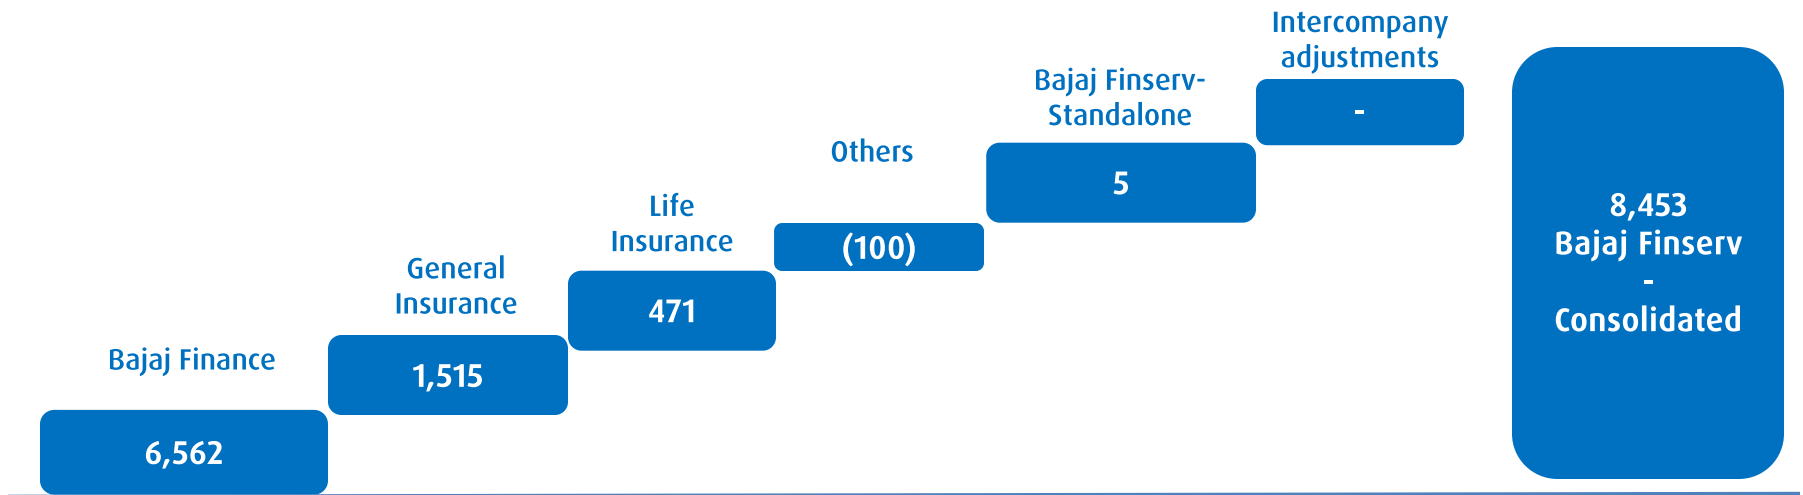 Bajaj Finance
6,562
General
Insurance
1,515
Life
Insurance
471
Others
(100)
Bajaj Finserv-
Standalone
5
Intercompany
adjustments
-
8,453
Bajaj Finserv
-
Consolidated